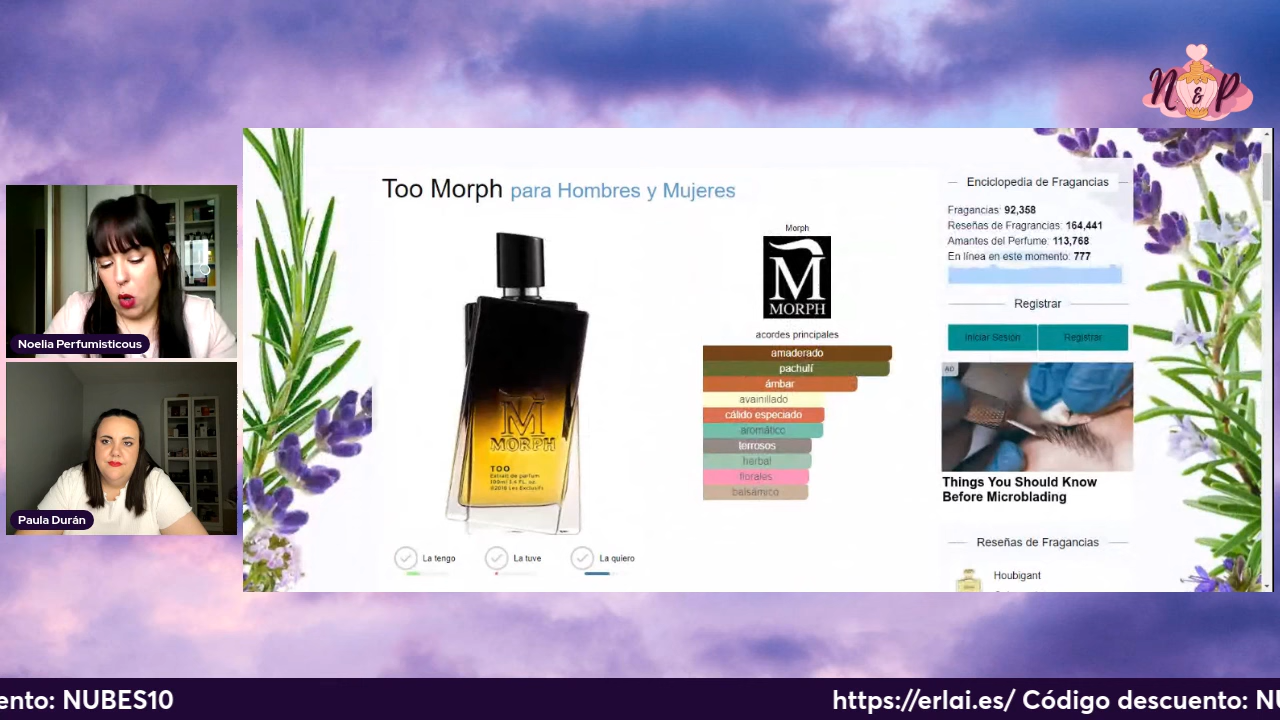 N & P
Too Morph para Hombres y Mujeres
Morph
M
MORPH
acordes principales
amaderado
pachulí
ámbar
avainillado
cálido especiado
aromático
terrosos
herbal
florales
balsámico
M
MORPH
TOO
Extrait de parfum
La tengo
La tuve
La quiero
Enciclopedia de Fragancias
Fragancias: 92,358
Reseñas de Fragrancias: 164,441
Amantes del Perfume: 113,768
En línea en este momento: 777
Registrar
Iniciar Sesión
Registrar
AD
Things You Should Know
Before Microblading
Reseñas de Fragancias
Houbigant
Noelia Perfumisticous
Paula Durán
ento: NUBES10
https://erlai.es/ Código descuento: NU